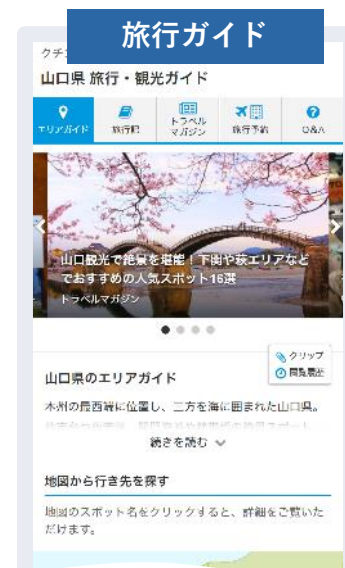 旅行ガイド
クチ
山口県 旅行・観光ガイド
エリアガイド
旅行記
トラベル
マガジン
旅行予約
Q&A
山口観光で絶景を堪能！下関や萩エリアなど
でおすすめの人気スポット16選
トラベルマガジン
クリップ
閲覧履歴
山口県のエリアガイド
本州の最西端に位置し、三方を海に囲まれた山口県。
続きを読む
地図から行き先を探す
地図のスポット名をクリックすると、詳細をご覧いた
だけます。